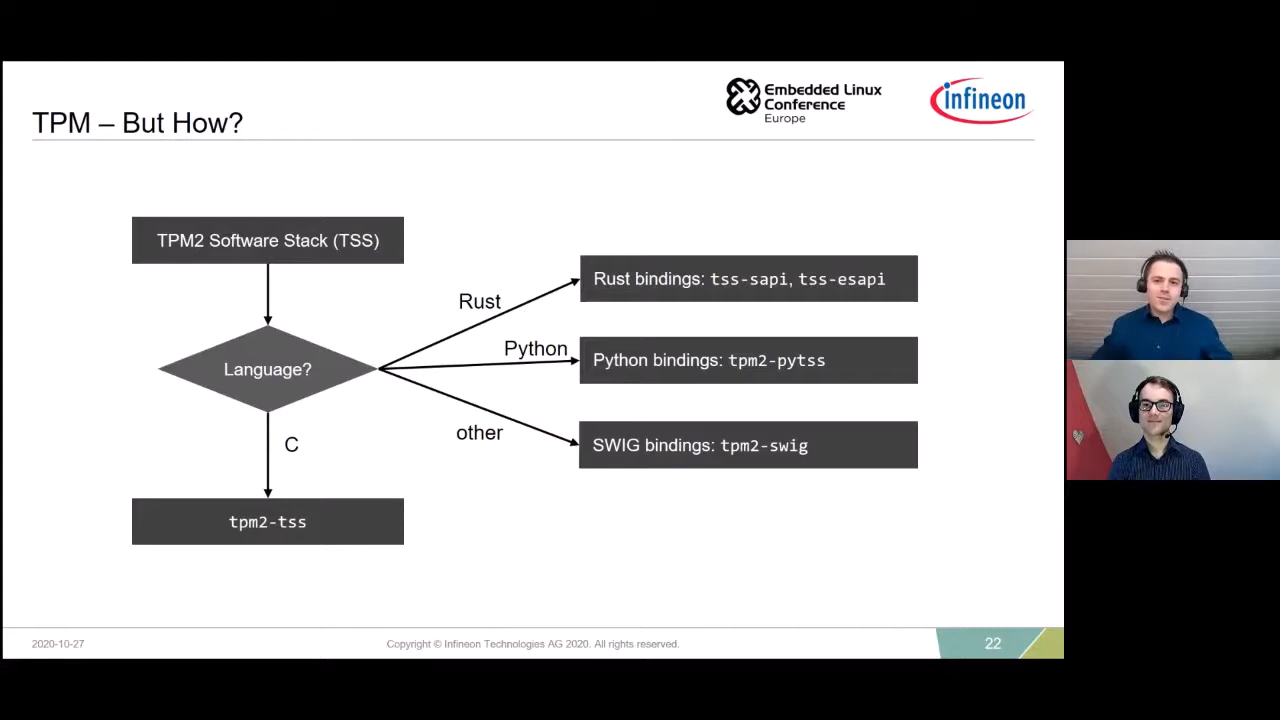 Embedded Linux
Conference
Europe
infineon
TPM – But How?
TPM2 Software Stack (TSS)
Rust bindings: tss-sapi, tss-esapi
Rust
Python
Python bindings: tpm2-pytss
Language?
other
SWIG bindings: tpm2-swig
C
tpm2-tss
2020-10-27
Copyright © Infineon Technologies AG 2020. All rights reserved.
22